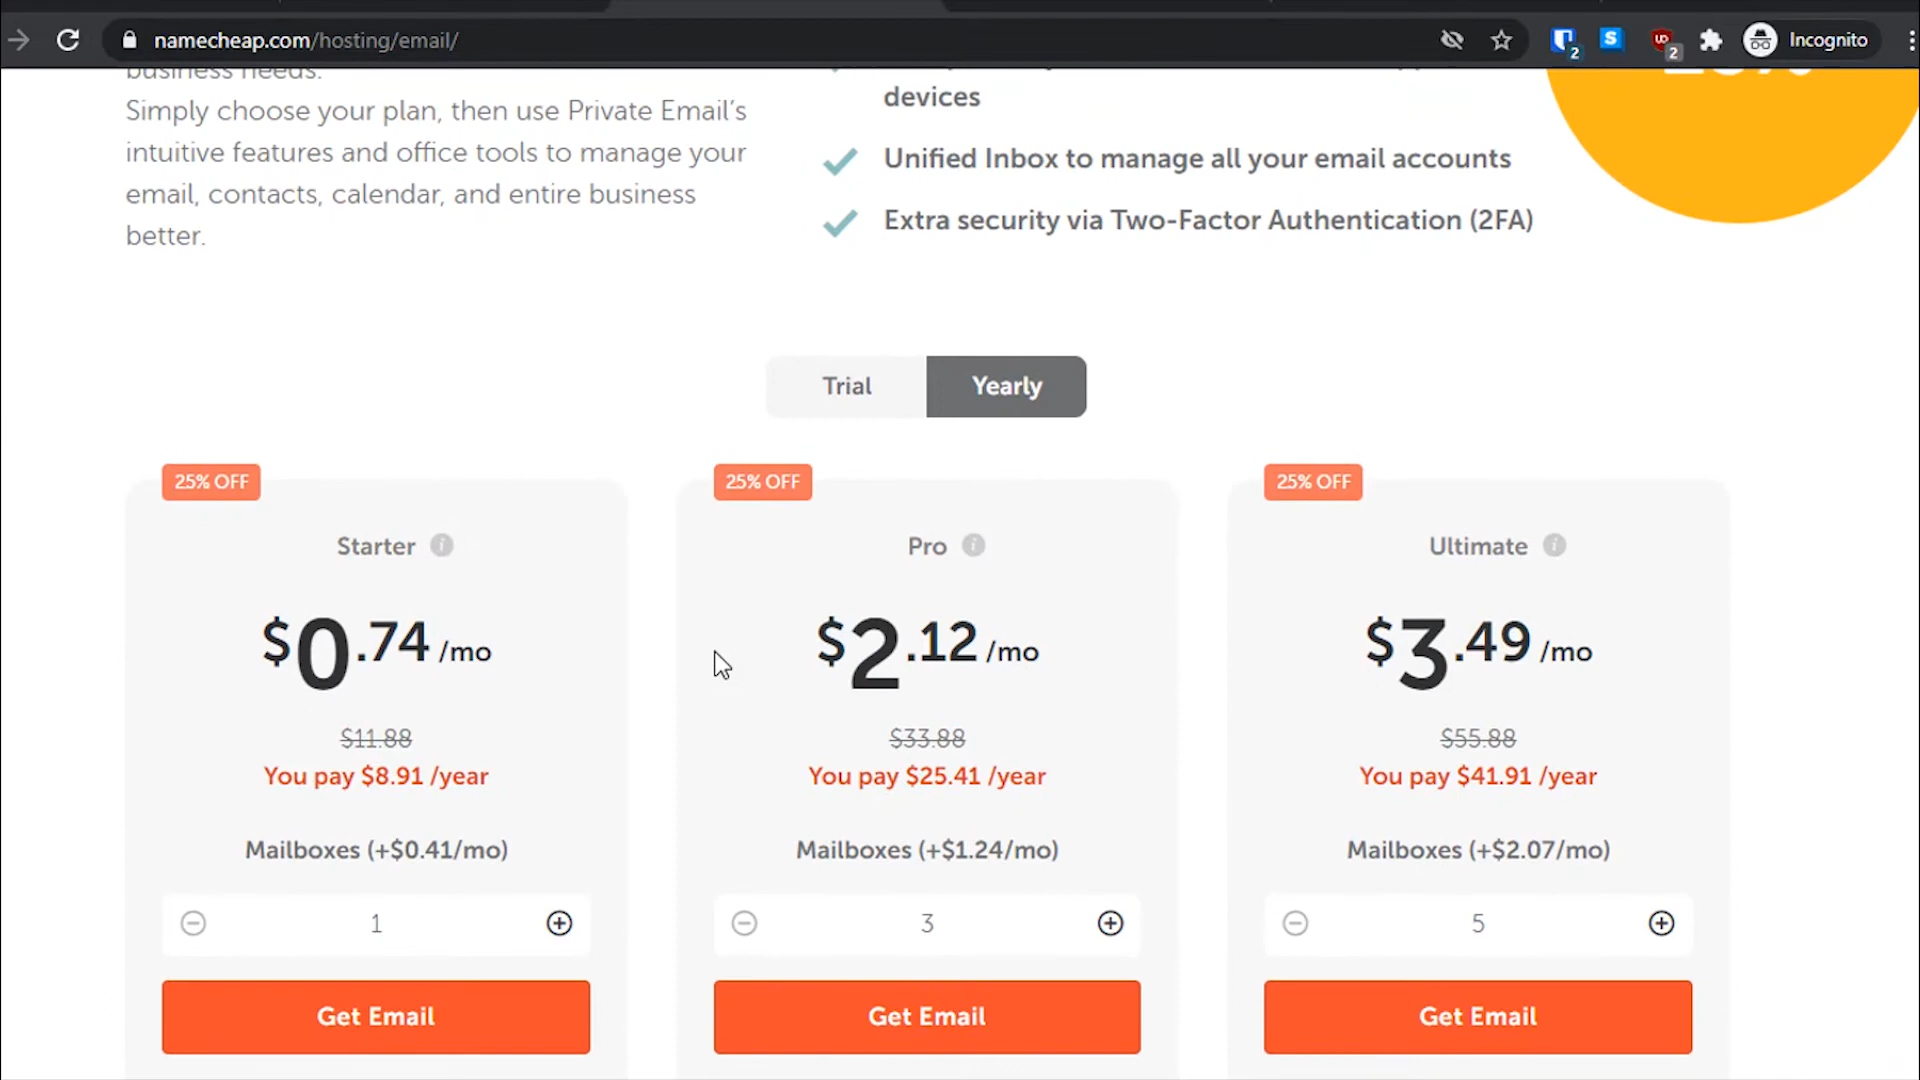 namecheap.com/hosting/email/
2
S
2
Incognito
business needs.
Simply choose your plan, then use Private Email's
intuitive features and office tools to manage your
email, contacts, calendar, and entire business
better.
devices
Unified Inbox to manage all your email accounts
Extra security via Two-Factor Authentication (2FA)
Trial
Yearly
25% OFF
Starter
$0.74 /mo
$11.88
You pay $8.91 /year
Mailboxes (+$0.41/mo)
1
Get Email
25% OFF
Pro
$2.12 /mo
$33.88
You pay $25.41 /year
Mailboxes (+$1.24/mo)
3
Get Email
25% OFF
Ultimate
$3.49 /mo
$55.88
You pay $41.91 /year
Mailboxes (+$2.07/mo)
5
Get Email